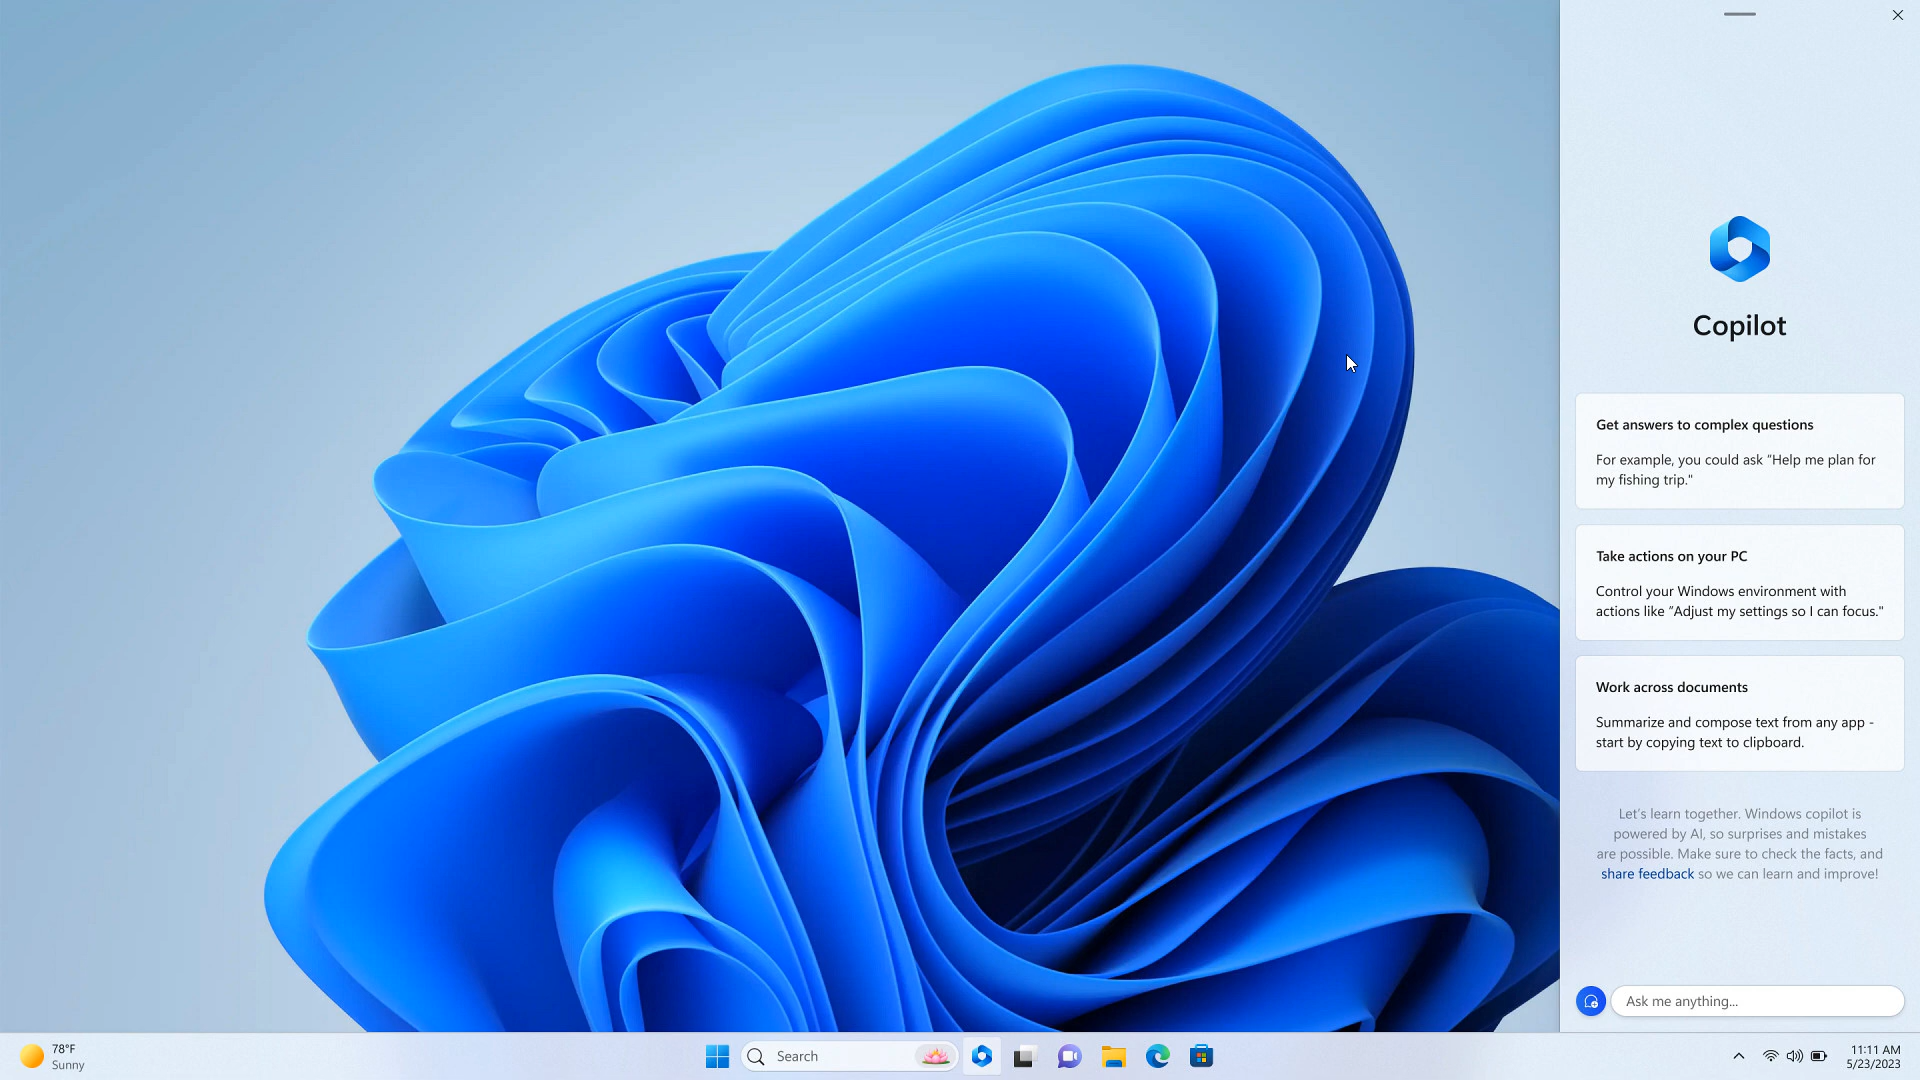 Copilot
Get answers to complex questions
For example, you could ask “Help me plan for
my fishing trip."
Take actions on your PC
Control your Windows environment with
actions like “Adjust my settings so I can focus."
Work across documents
Summarize and compose text from any app -
start by copying text to clipboard.
Let's learn together. Windows copilot is
powered by AI, so surprises and mistakes
are possible. Make sure to check the facts, and
share feedback so we can learn and improve!
Ask me anything...
78°F
Sunny
Search
11:11 AM
5/23/2023